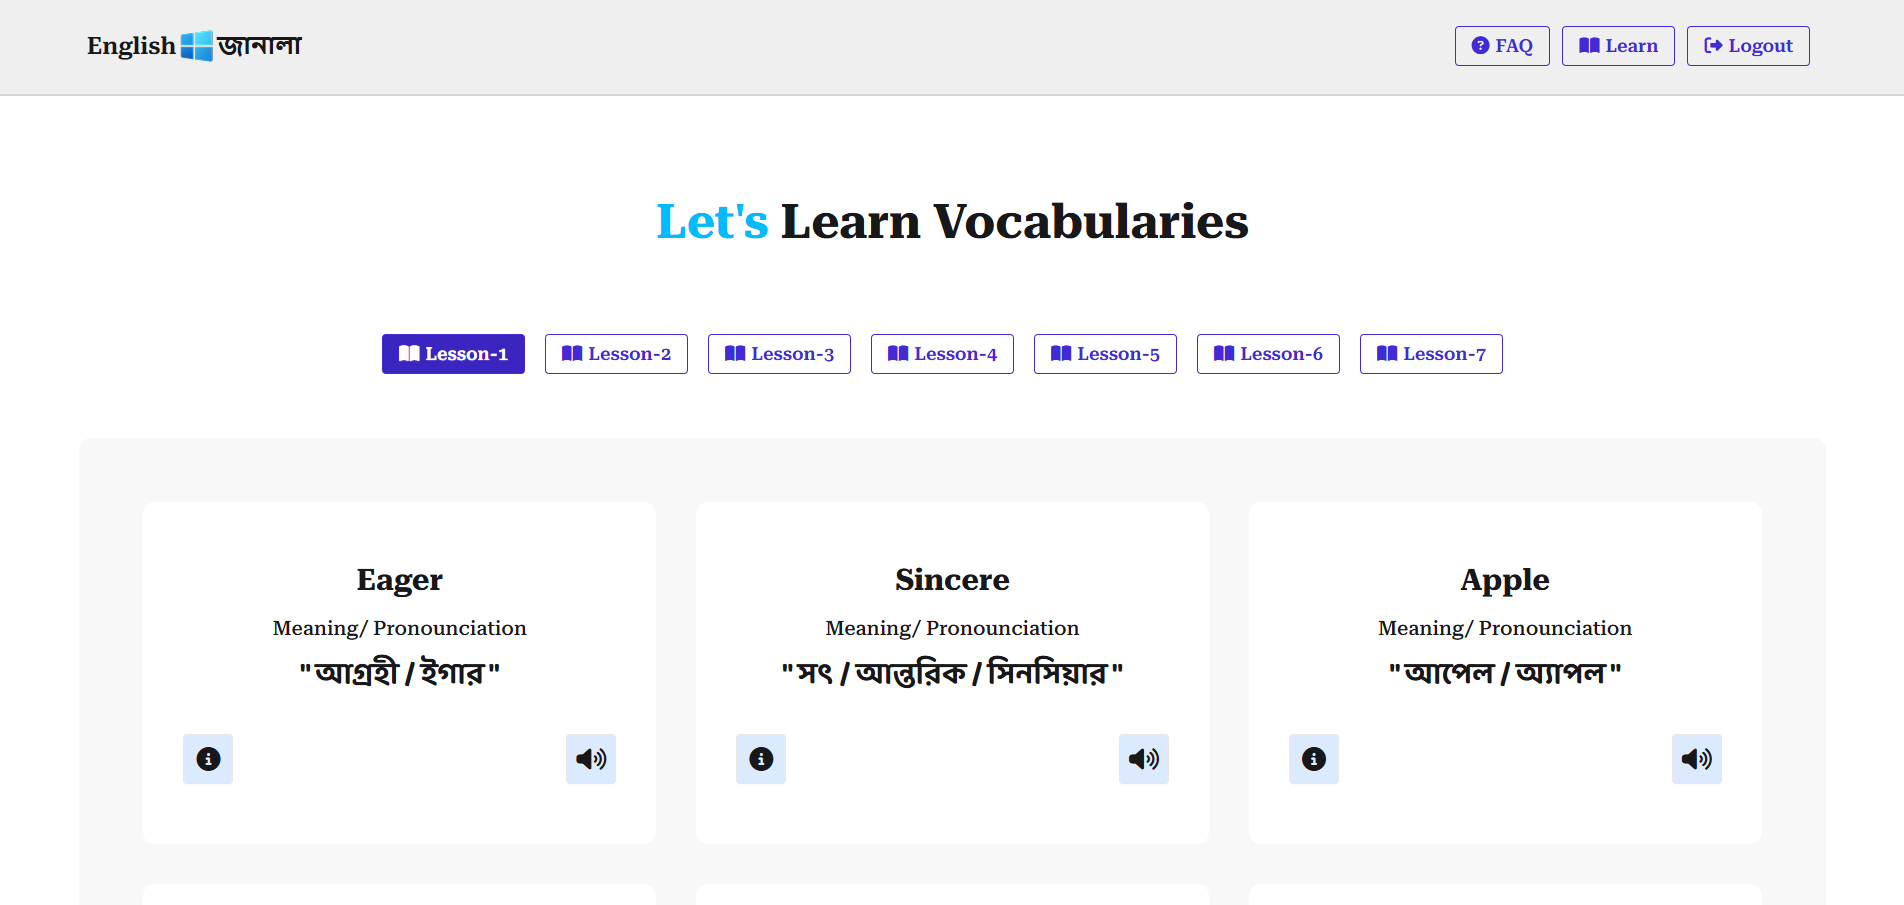 English জানালা
FAQ Learn Logout
Let's Learn Vocabularies
Lesson-1 Lesson-2 Lesson-3 Lesson-4 Lesson-5 Lesson-6 Lesson-7
Eager
Meaning/ Pronounciation
"আগ্রহী / ইগার"
Sincere
Meaning/ Pronounciation
"সৎ / আন্তরিক / সিনসিয়ার"
Apple
Meaning/ Pronounciation
"আপেল / অ্যাপল"